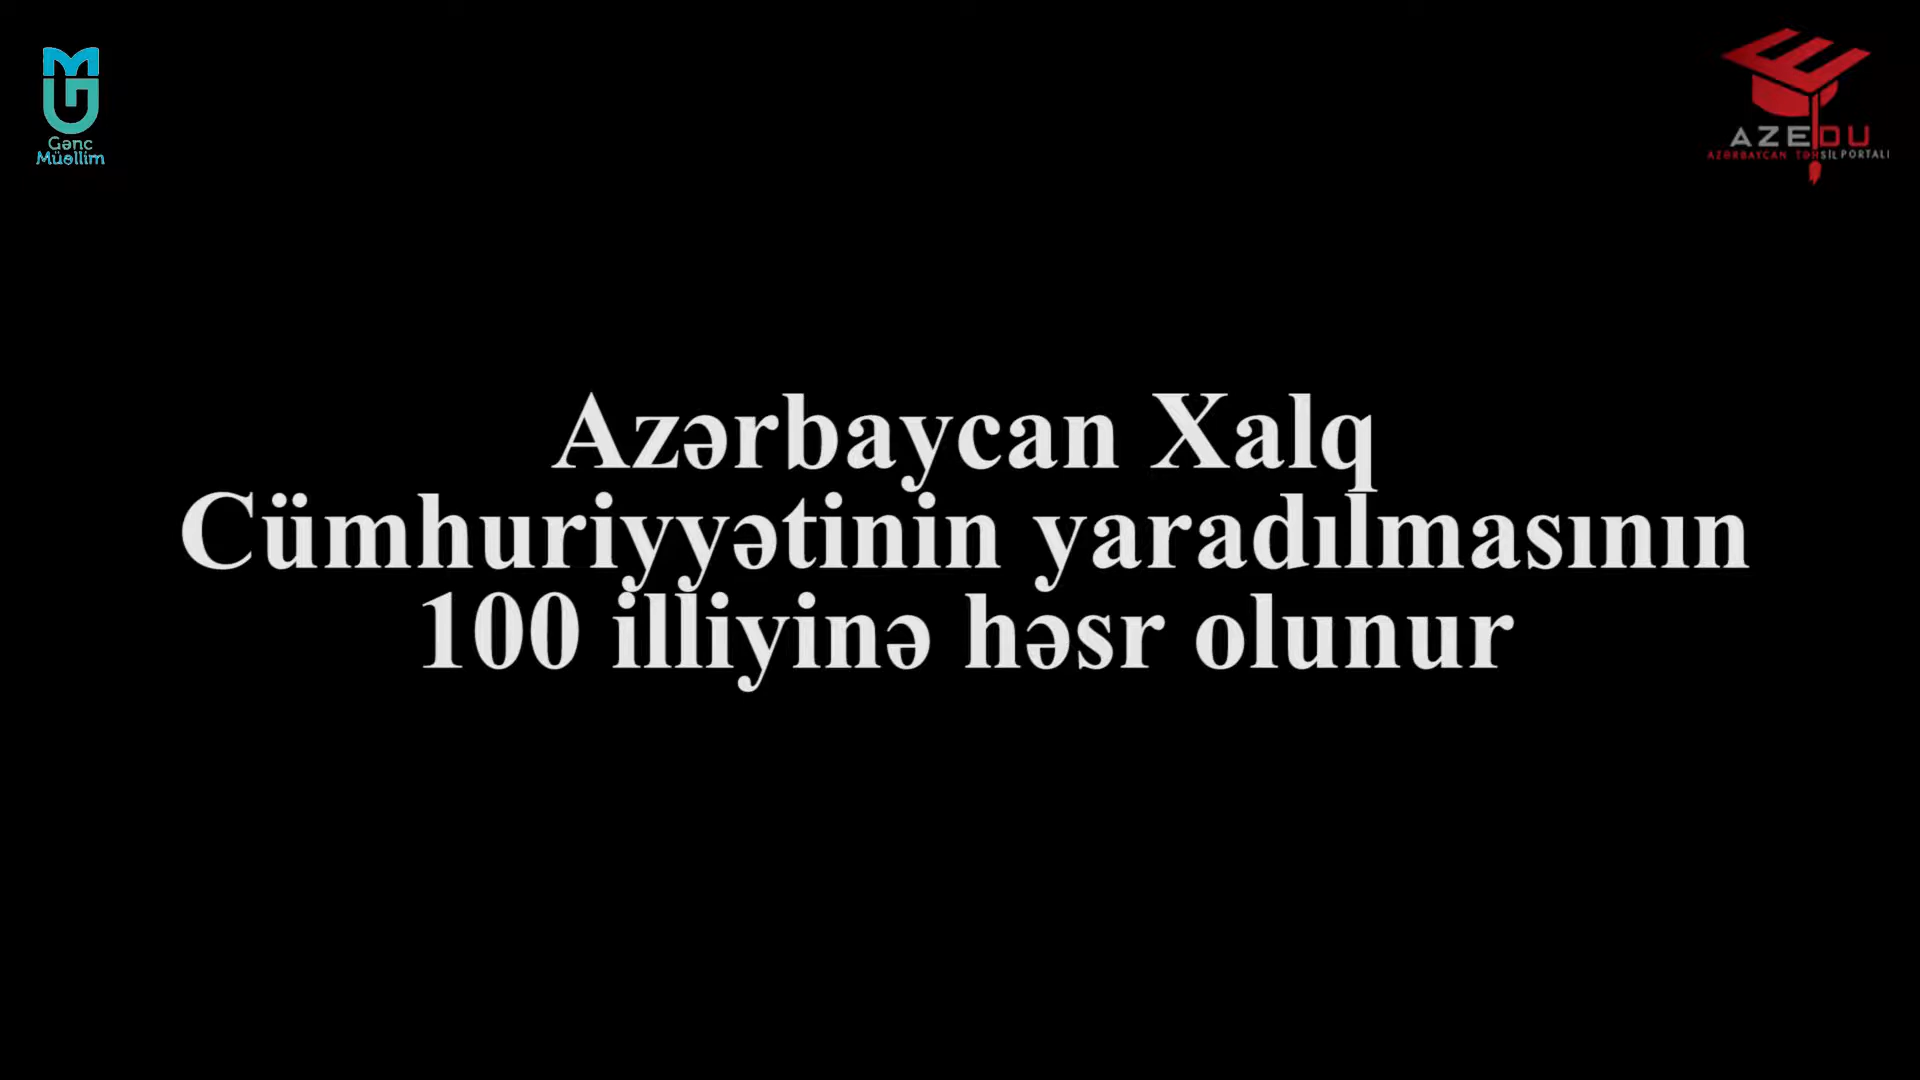 Gənc
Müəllim
AZEDU
AZƏRBAYCAN TƏHSİL PORTALI
Azərbaycan Xalq
Cümhuriyyətinin yaradılmasının
100 illiyinə həsr olunur